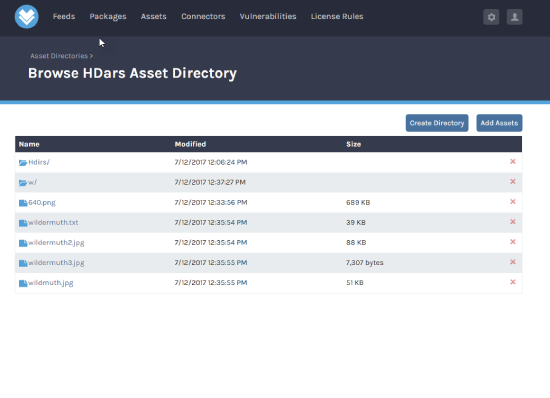 Feeds Packages Assets Connectors Vulnerabilities License Rules
Asset Directories >
Browse HDars Asset Directory
Create Directory Add Assets
Name Modified Size
Hdirs/ 7/12/2017 12:06:24 PM
w/ 7/12/2017 12:37:27 PM
640.png 7/12/2017 12:33:56 PM 689 KB
wildermuth.txt 7/12/2017 12:35:54 PM 39 KB
wildermuth2.jpg 7/12/2017 12:35:54 PM 88 KB
wildermuth3.jpg 7/12/2017 12:35:55 PM 7,307 bytes
wildmuth.jpg 7/12/2017 12:35:55 PM 51 KB